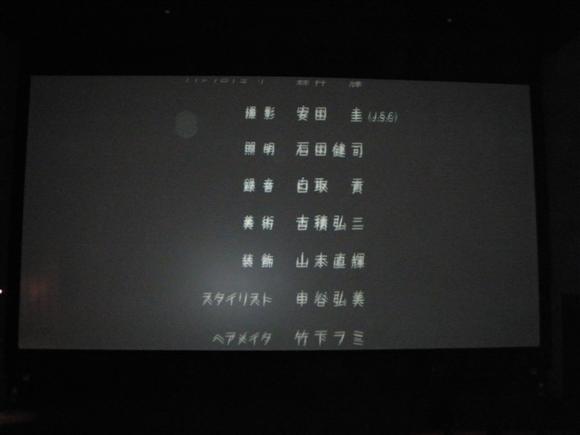 撮影 安田 圭 (J.S.C)
照明 石田健司
録音 白取 貢
美術 古積弘三
装飾 山本直輝
スタイリスト 申谷弘美
ヘアメイク 竹下フミ